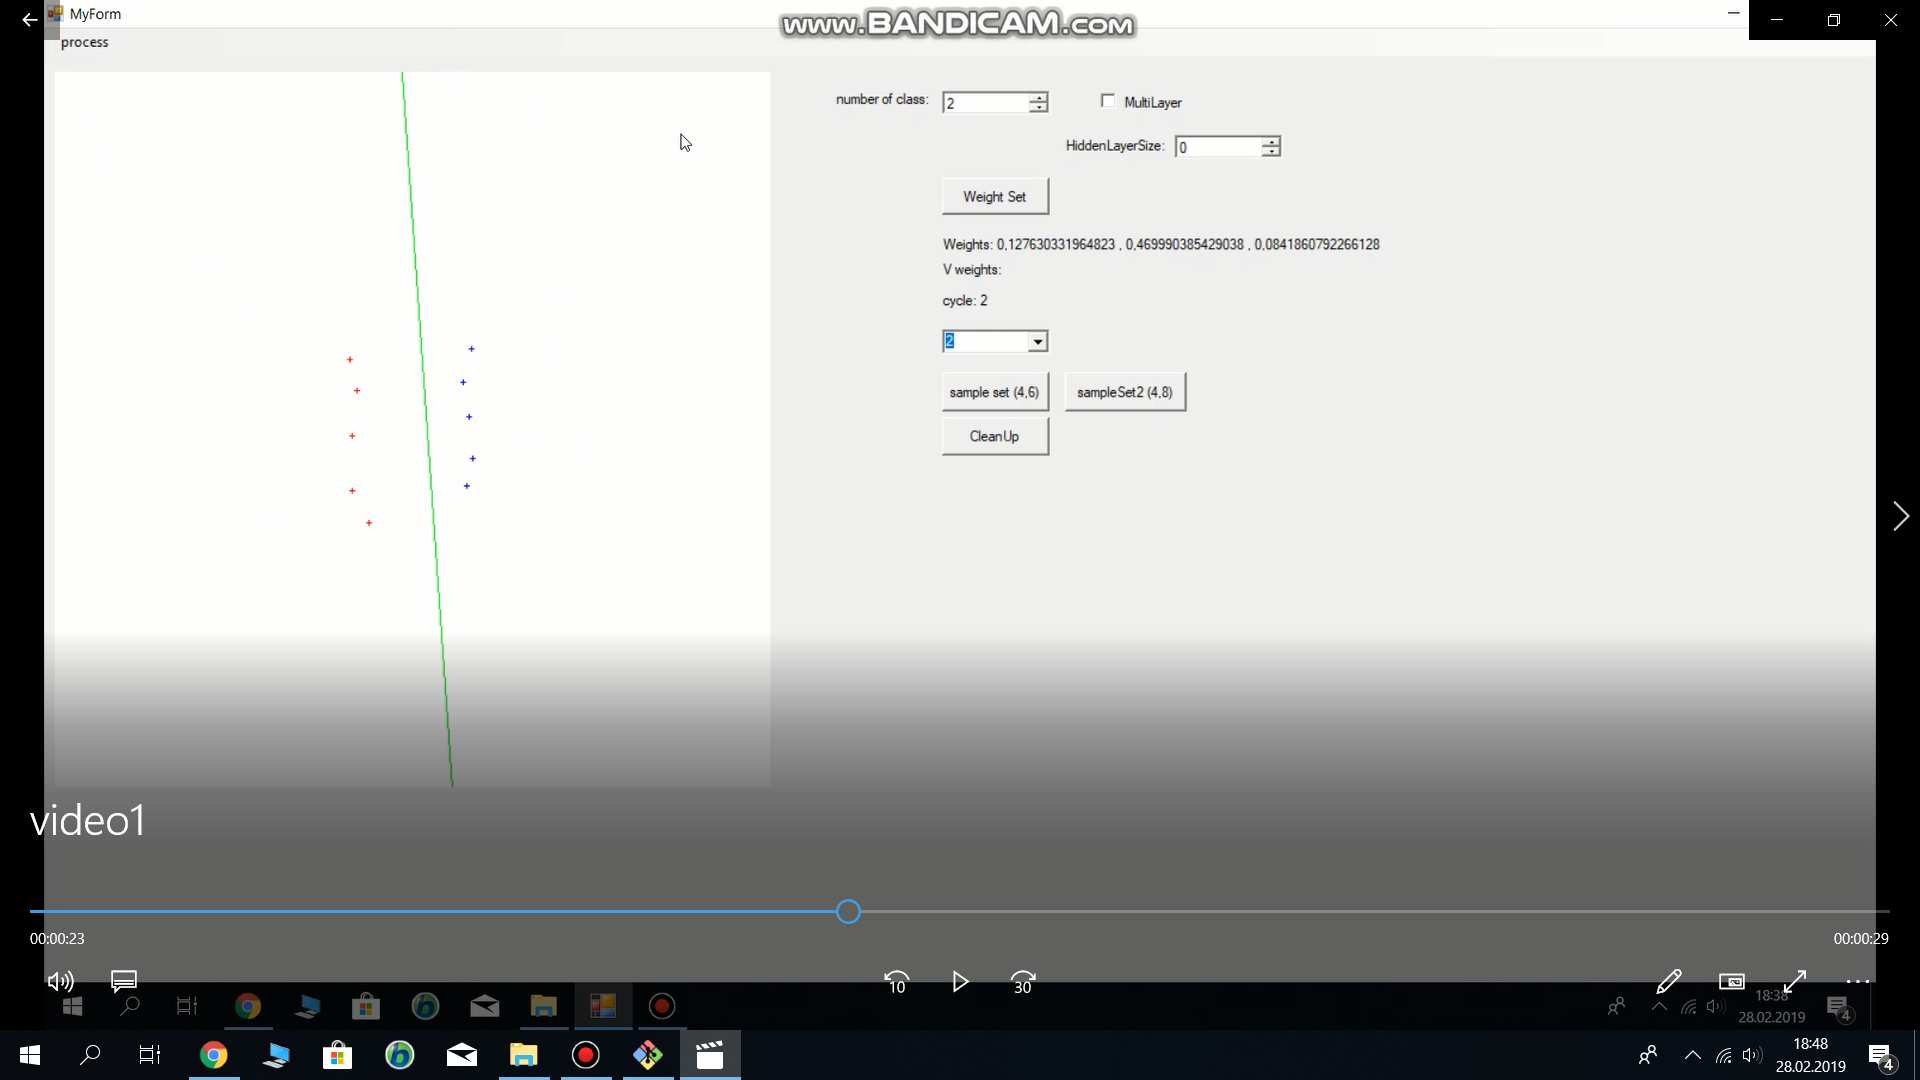 MyForm
www.BANDICAM.com
process
number of class: 2
MultiLayer
HiddenLayerSize: 0
Weight Set
Weights: 0,127630331964823 , 0,469990385429038 , 0,0841860792266128
V weights:
cycle: 2
2
sample set (4,6)
sampleSet2 (4,8)
CleanUp
video1
00:00:23
00:00:29
10
30
18:38
28.02.2019
4
18:48
28.02.2019
4